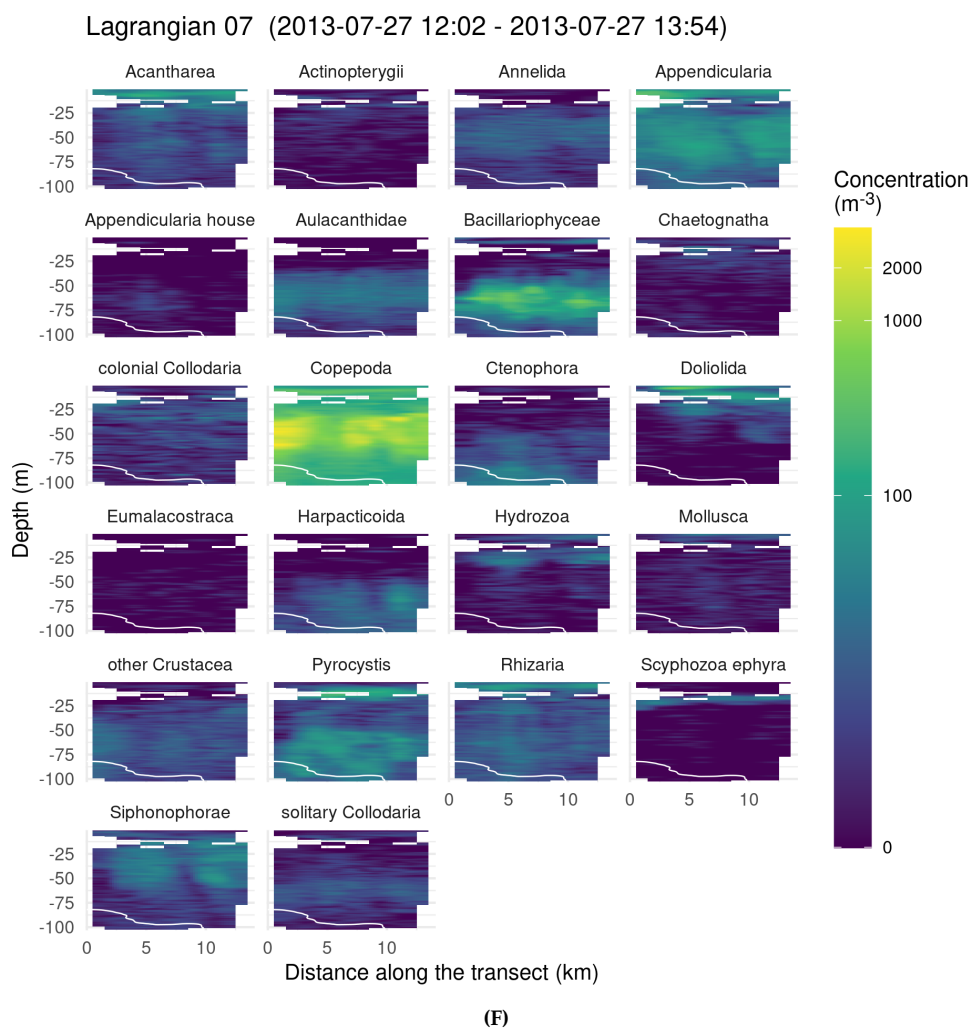 Lagrangian 07 (2013-07-27 12:02 - 2013-07-27 13:54)
Acantharea Actinopterygii Annelida Appendicularia
-25
-50
-75
-100
Appendicularia house Aulacanthidae Bacillariophyceae Chaetognatha
-25
-50
-75
-100
colonial Collodaria Copepoda Ctenophora Doliolida
-25
-50
-75
-100
Eumalacostraca Harpacticoida Hydrozoa Mollusca
-25
-50
-75
-100
other Crustacea Pyrocystis Rhizaria Scyphozoa ephyra
-25
-50
-75
-100
0 5 10 0 5 10
Siphonophorae solitary Collodaria
-25
-50
-75
-100
0 5 10 0 5 10
Depth (m)
Distance along the transect (km)
Concentration
(m⁻³)
2000
1000
100
0
(F)